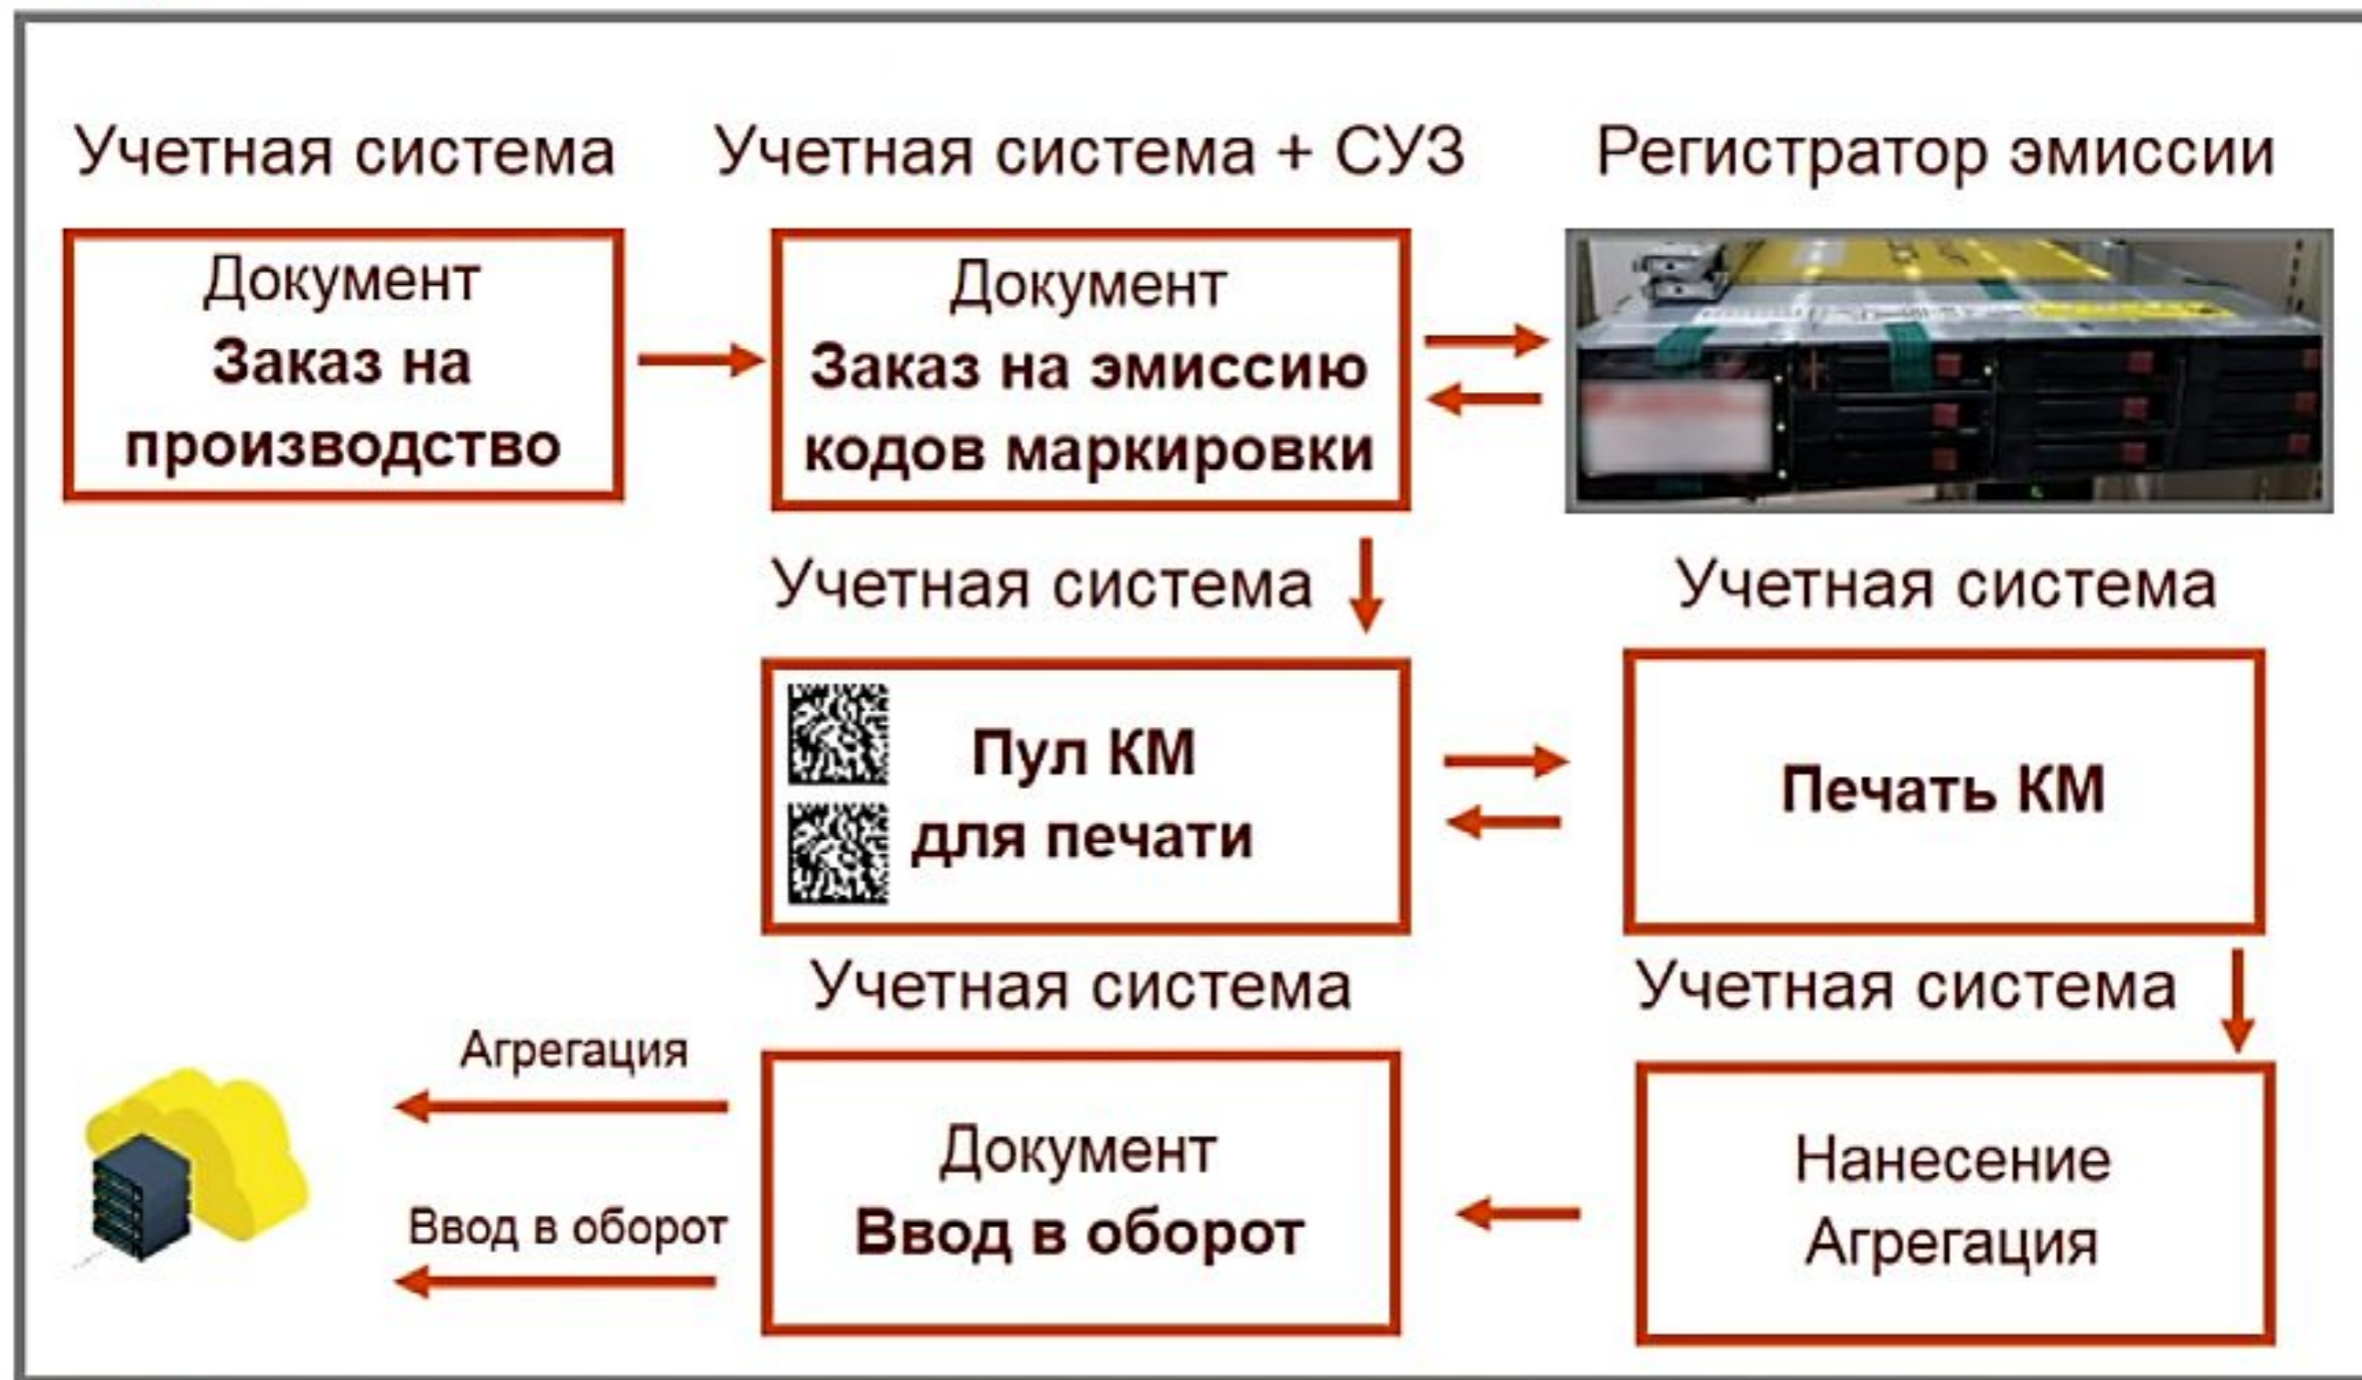 Учетная система
Учетная система + СУЗ
Регистратор эмиссии
Документ
Заказ на
производство
Документ
Заказ на эмиссию
кодов маркировки
Учетная система
Учетная система
Пул КМ
для печати
Печать КМ
Учетная система
Учетная система
Агрегация
Ввод в оборот
Документ
Ввод в оборот
Нанесение
Агрегация